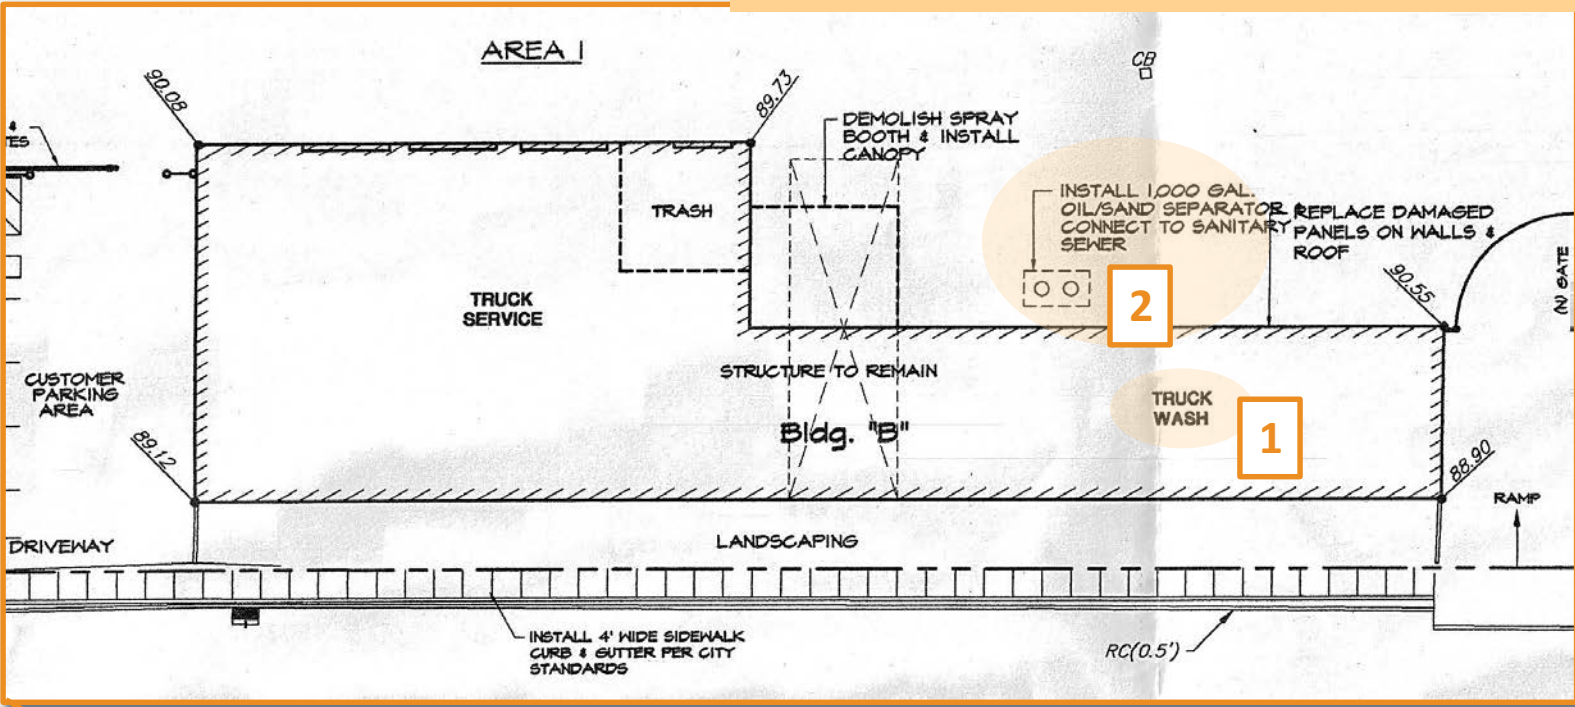 AREA 1
CB
90.08
89.73
DEMOLISH SPRAY
BOOTH & INSTALL
CANOPY
&
TES
INSTALL 1,000 GAL.
OIL/SAND SEPARATOR &
CONNECT TO SANITARY
SEWER
REPLACE DAMAGED
PANELS ON WALLS &
ROOF
TRASH
(N) GATE
90.55
2
TRUCK
SERVICE
STRUCTURE TO REMAIN
CUSTOMER
PARKING
AREA
TRUCK
WASH
1
Bldg. "B"
89.12
88.90
RAMP
DRIVEWAY
LANDSCAPING
INSTALL 4' WIDE SIDEWALK
CURB & GUTTER PER CITY
STANDARDS
RC(0.5')